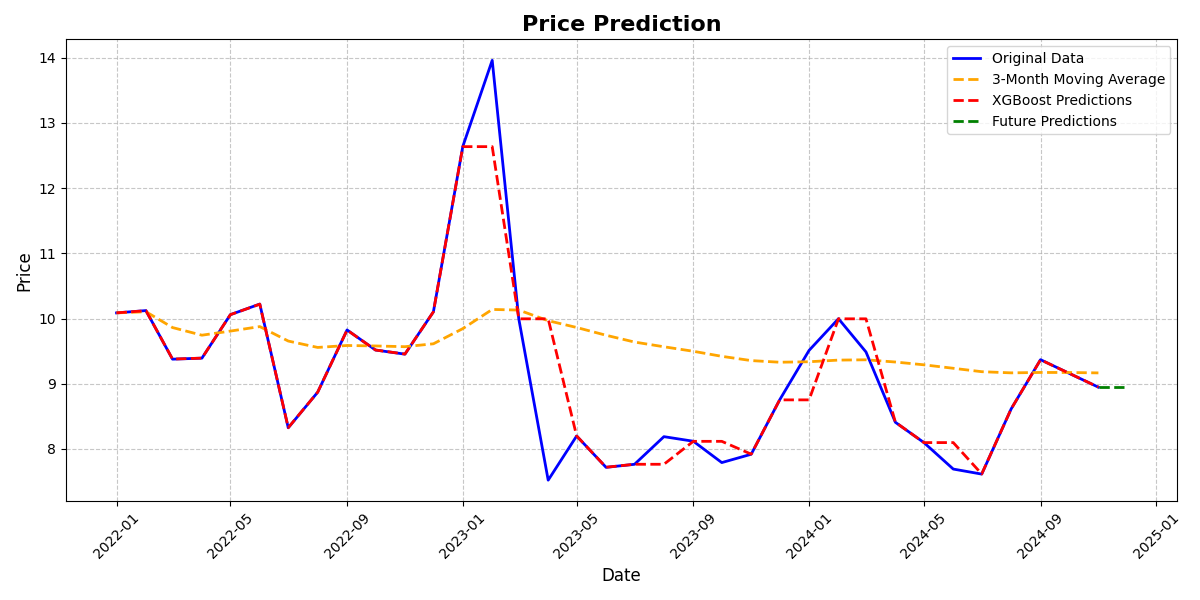 Price Prediction
Original Data
3-Month Moving Average
XGBoost Predictions
Future Predictions
Price
14
13
12
11
10
9
8
2022-01
2022-05
2022-09
2023-01
2023-05
2023-09
2024-01
2024-05
2024-09
2025-01
Date